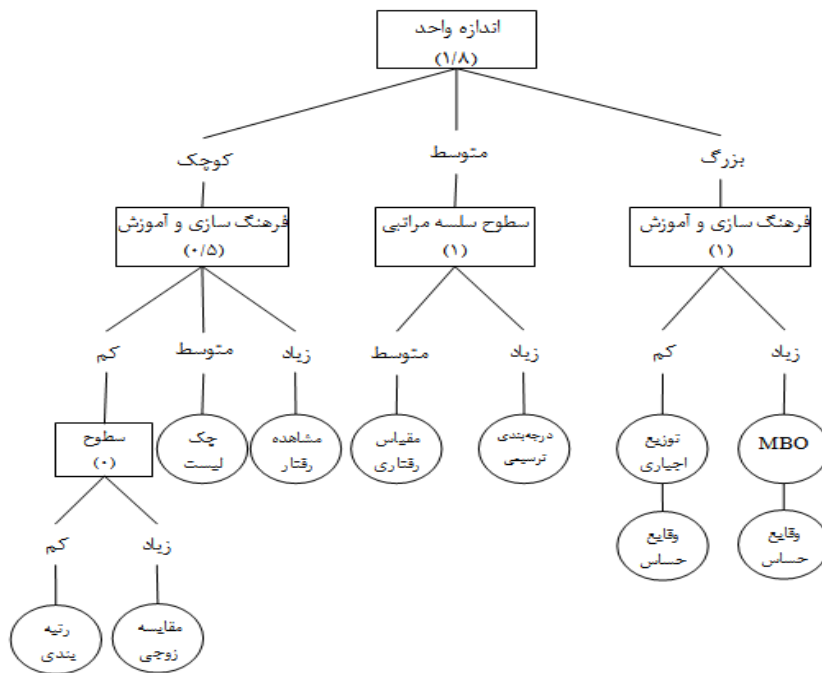 اندازه واحد
(۱/۸)
بزرگ
متوسط
کوچک
فرهنگ سازی و آموزش
(۱)
سطوح سلسه مراتبی
(۱)
فرهنگ سازی و آموزش
(۰/۵)
زیاد
کم
زیاد
متوسط
زیاد
متوسط
کم
MBO
توزیع
اجباری
درجه‌بندی
ترسیمی
مقیاس
رفتاری
مشاهده
رفتار
چک
لیست
سطوح
(۰)
وقایع
حساس
وقایع
حساس
زیاد
کم
مقایسه
زوجی
رتبه
بندی